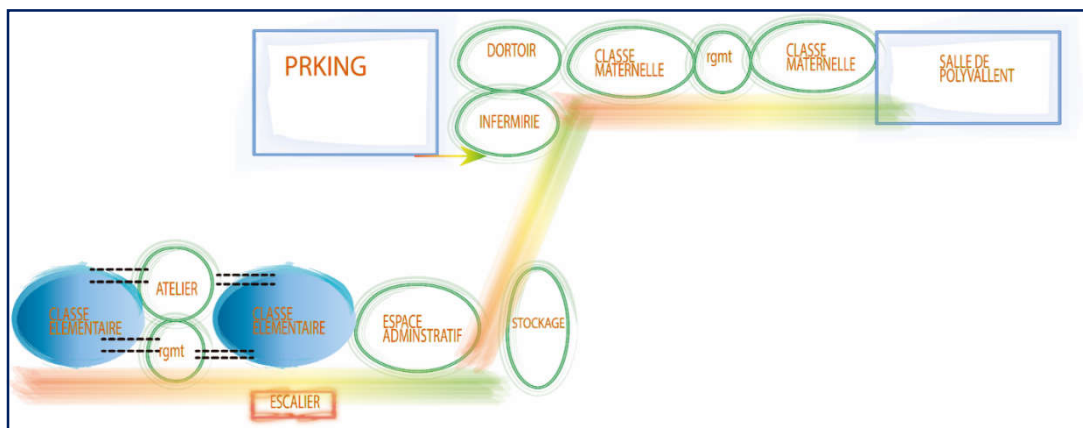 PRKING
DORTOIR
INFERMIRIE
CLASSE
MATERNELLE
rgmt
CLASSE
MATERNELLE
SALLE DE
POLYVALLENT
CLASSE
ELEMENTAIRE
ATELIER
rgmt
CLASSE
ELEMENTAIRE
ESPACE
ADMINSTRATIF
STOCKAGE
ESCALIER